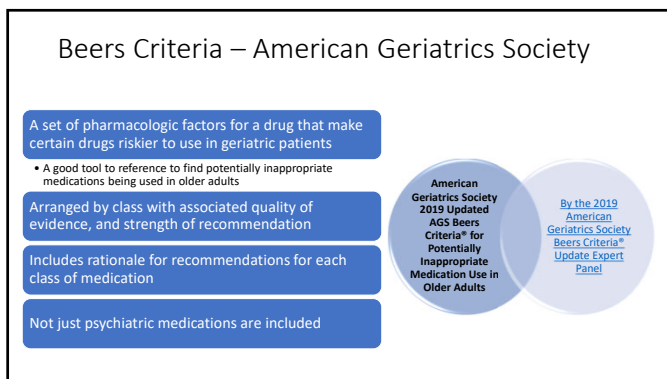 Beers Criteria – American Geriatrics Society
A set of pharmacologic factors for a drug that make
certain drugs riskier to use in geriatric patients
• A good tool to reference to find potentially inappropriate
medications being used in older adults
Arranged by class with associated quality of
evidence, and strength of recommendation
Includes rationale for recommendations for each
class of medication
Not just psychiatric medications are included
American
Geriatrics Society
2019 Updated
AGS Beers
Criteria® for
Potentially
Inappropriate
Medication Use in
Older Adults
By the 2019
American
Geriatrics Society
Beers Criteria®
Update Expert
Panel